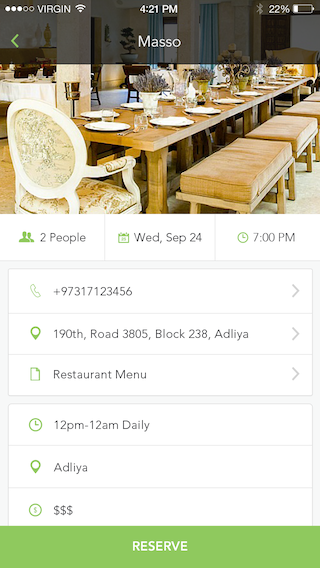 VIRGIN 4:21 PM 22%
Masso
2 People Wed, Sep 24 7:00 PM
+97317123456
190th, Road 3805, Block 238, Adliya
Restaurant Menu
12pm-12am Daily
Adliya
$ $$$
RESERVE